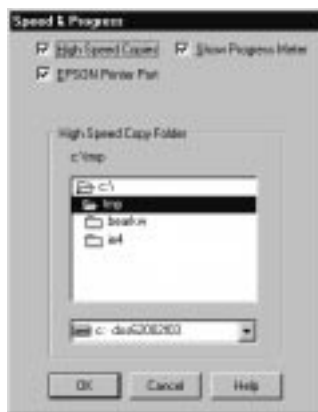 Speed & Progress
High Speed Copies Show Progress Meter
EPSON Printer Port
High Speed Copy Folder
c:\tmp
c:\
tmp
c:
OK Cancel Help